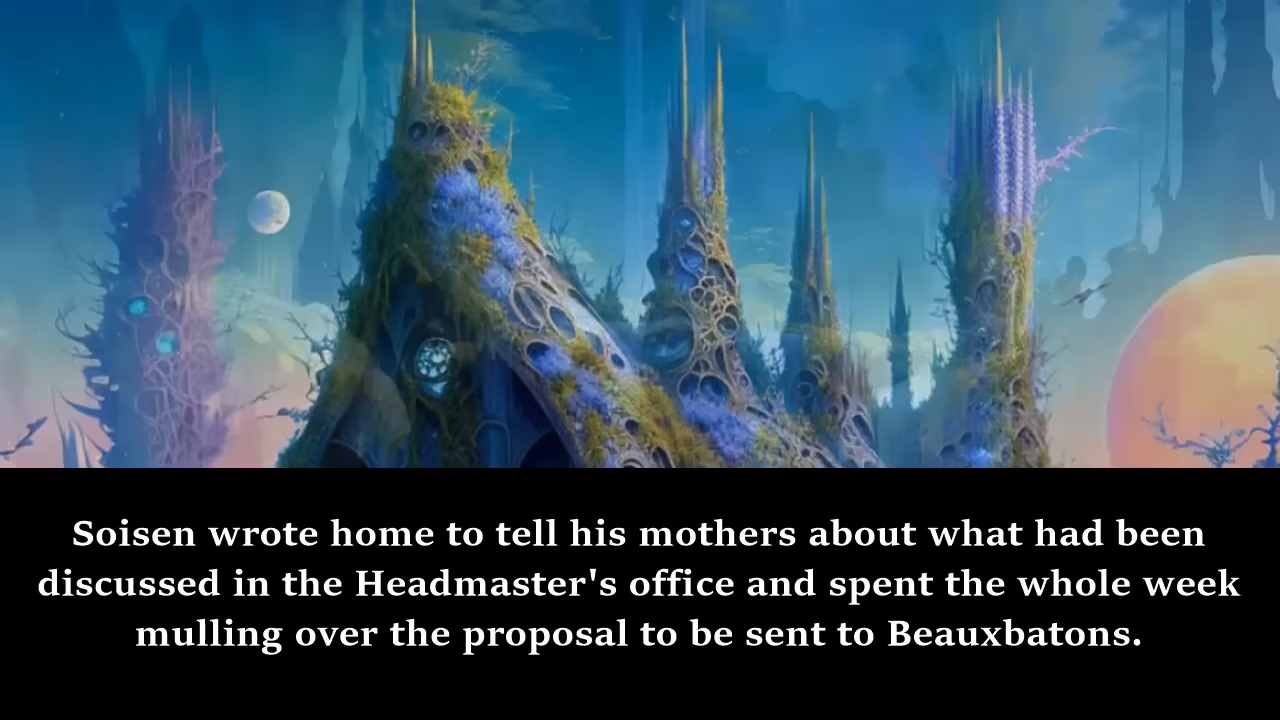 Soisen wrote home to tell his mothers about what had been
discussed in the Headmaster's office and spent the whole week
mulling over the proposal to be sent to Beauxbatons.